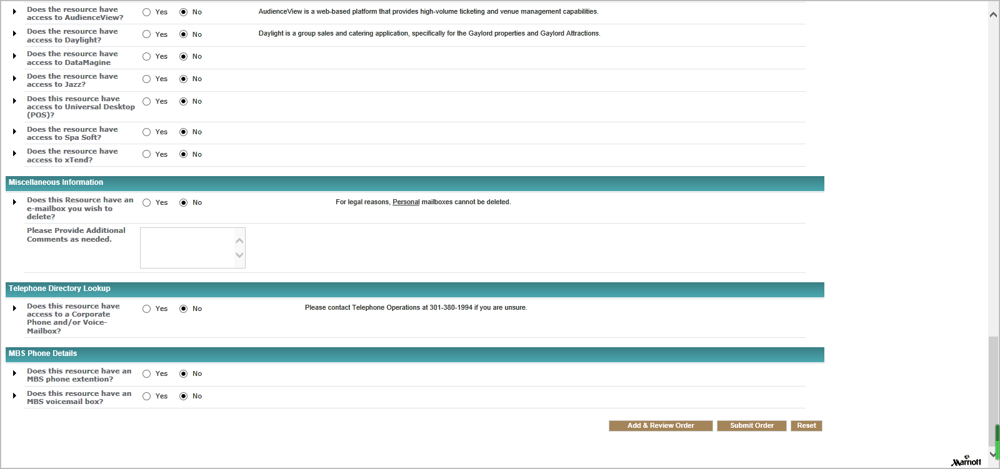 Does the resource have
access to AudienceView?
Yes No
AudienceView is a web-based platform that provides high-volume ticketing and venue management capabilities.
Does the resource have
access to Daylight?
Yes No
Daylight is a group sales and catering application, specifically for the Gaylord properties and Gaylord Attractions.
Does the resource have
access to DataMagine
Yes No
Does the resource have
access to Jazz?
Yes No
Does this resource have
access to Universal Desktop
(POS)?
Yes No
Does the resource have
access to Spa Soft?
Yes No
Does the resource have
access to xTend?
Yes No
Miscellaneous Information
Does this Resource have an
e-mailbox you wish to
delete?
Yes No
For legal reasons, Personal mailboxes cannot be deleted.
Please Provide Additional
Comments as needed.
Telephone Directory Lookup
Does this resource have
access to a Corporate
Phone and/or Voice-
Mailbox?
Yes No
Please contact Telephone Operations at 301-380-1994 if you are unsure.
MBS Phone Details
Does this resource have an
MBS phone extention?
Yes No
Does this resource have an
MBS voicemail box?
Yes No
Add & Review Order Submit Order Reset
Marriott